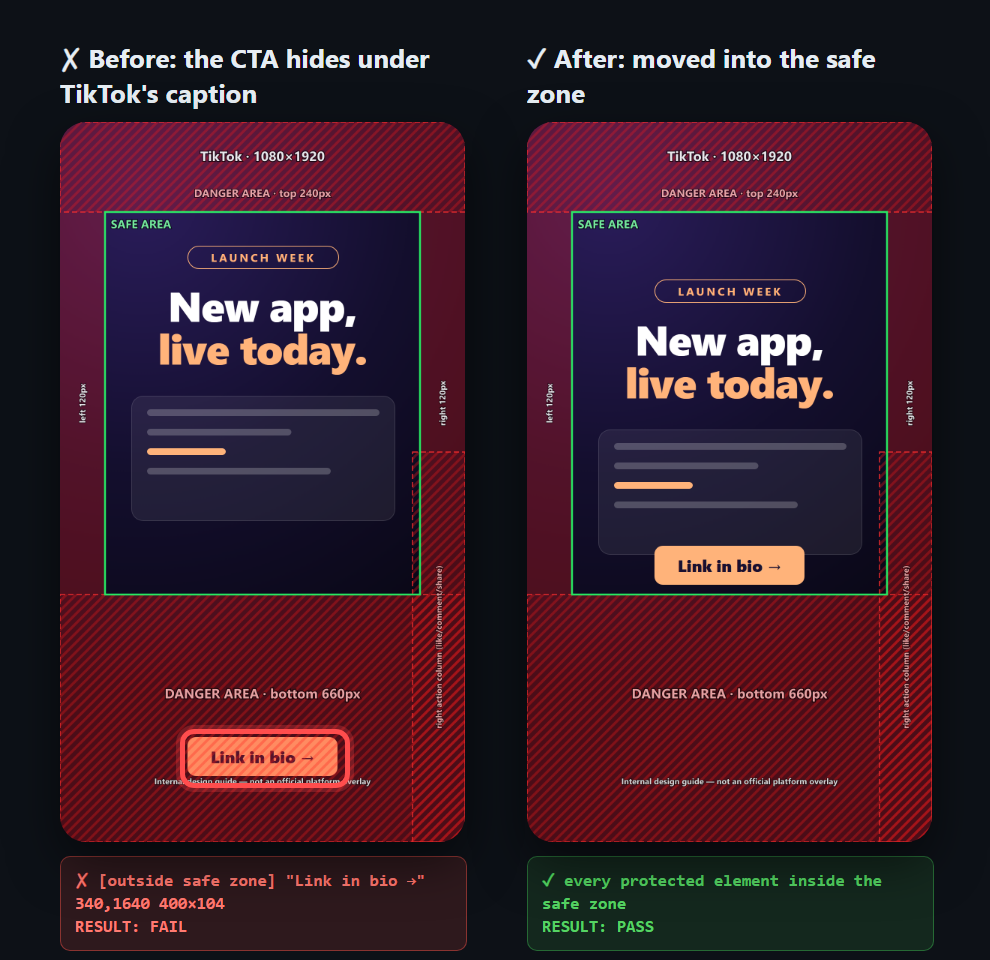 ✗ Before: the CTA hides under
TikTok's caption
TikTok · 1080×1920
DANGER AREA · top 240px
SAFE AREA
LAUNCH WEEK
New app,
live today.
left 120px
right 120px
right action column (like/comment/share)
DANGER AREA · bottom 660px
Link in bio →
Internal design guide — not an official platform overlay
✗ [outside safe zone] "Link in bio →"
340,1640 400×104
RESULT: FAIL
✓ After: moved into the safe
zone
TikTok · 1080×1920
DANGER AREA · top 240px
SAFE AREA
LAUNCH WEEK
New app,
live today.
left 120px
right 120px
Link in bio →
right action column (like/comment/share)
DANGER AREA · bottom 660px
Internal design guide — not an official platform overlay
✓ every protected element inside the
safe zone
RESULT: PASS